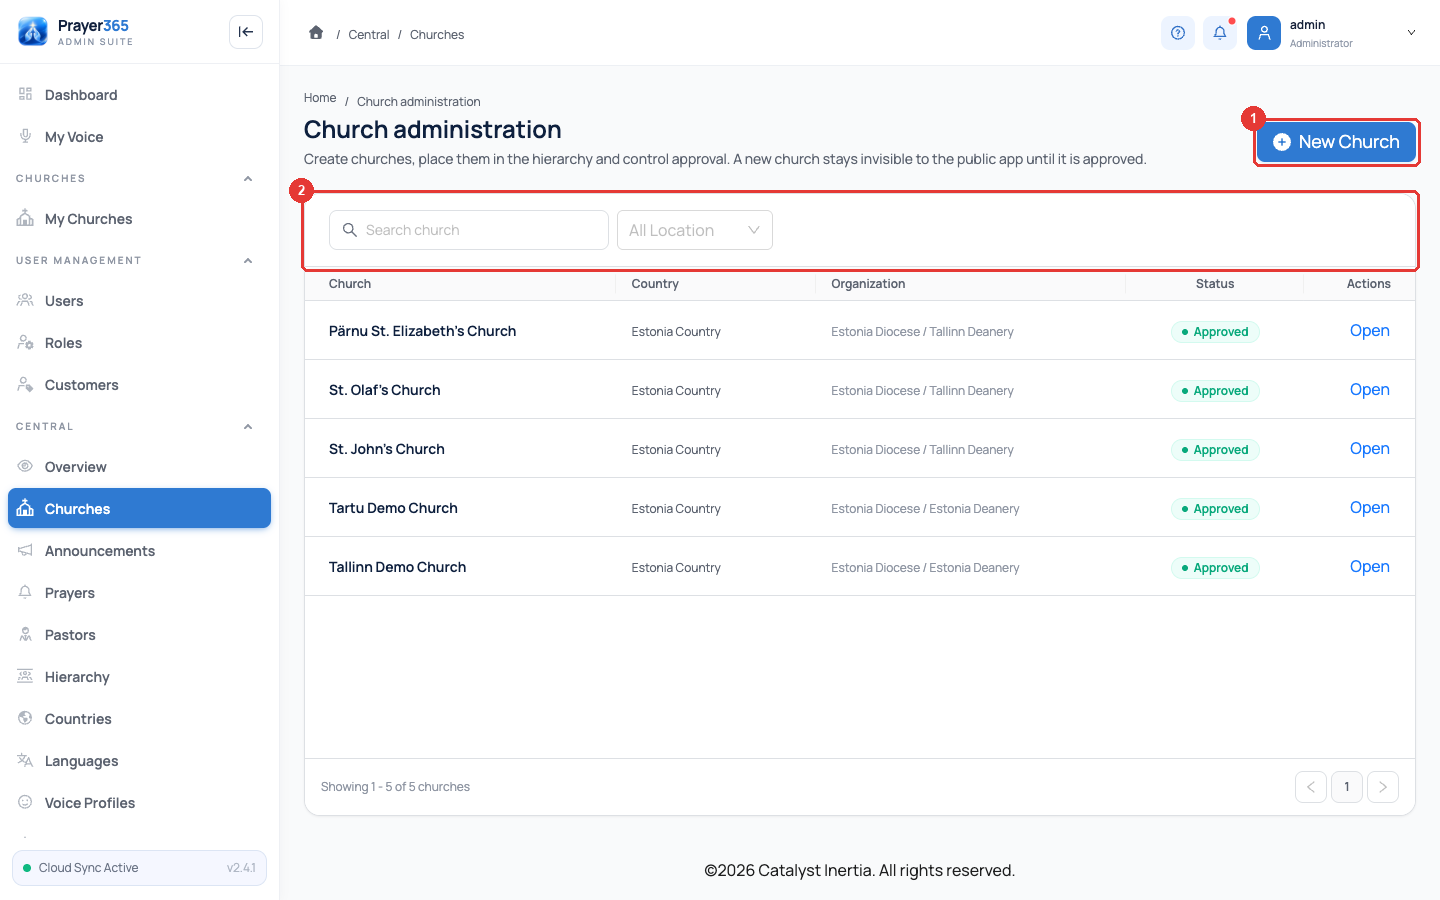 Prayer365
ADMIN SUITE
/ Central / Churches
admin
Administrator
Dashboard
My Voice
CHURCHES
My Churches
USER MANAGEMENT
Users
Roles
Customers
CENTRAL
Overview
Churches
Announcements
Prayers
Pastors
Hierarchy
Countries
Languages
Voice Profiles
Cloud Sync Active v2.4.1
Home / Church administration
Church administration
Create churches, place them in the hierarchy and control approval. A new church stays invisible to the public app until it is approved.
1
New Church
2
Search church
All Location
Church Country Organization Status Actions
Pärnu St. Elizabeth's Church Estonia Country Estonia Diocese / Tallinn Deanery Approved Open
St. Olaf's Church Estonia Country Estonia Diocese / Tallinn Deanery Approved Open
St. John's Church Estonia Country Estonia Diocese / Tallinn Deanery Approved Open
Tartu Demo Church Estonia Country Estonia Diocese / Estonia Deanery Approved Open
Tallinn Demo Church Estonia Country Estonia Diocese / Estonia Deanery Approved Open
Showing 1 - 5 of 5 churches
1
©2026 Catalyst Inertia. All rights reserved.